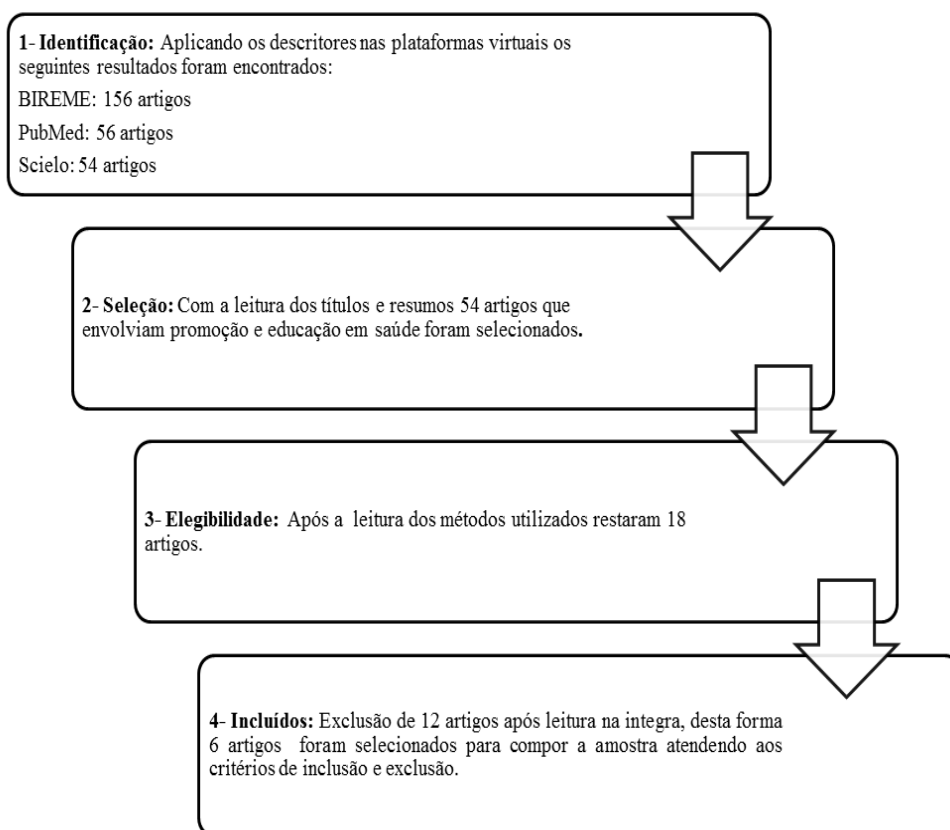 1- Identificação: Aplicando os descritores nas plataformas virtuais os
seguintes resultados foram encontrados:
BIREME: 156 artigos
PubMed: 56 artigos
Scielo: 54 artigos
2- Seleção: Com a leitura dos títulos e resumos 54 artigos que
envolviam promoção e educação em saúde foram selecionados.
3- Elegibilidade: Após a leitura dos métodos utilizados restaram 18
artigos.
4- Incluídos: Exclusão de 12 artigos após leitura na integra, desta forma
6 artigos foram selecionados para compor a amostra atendendo aos
critérios de inclusão e exclusão.